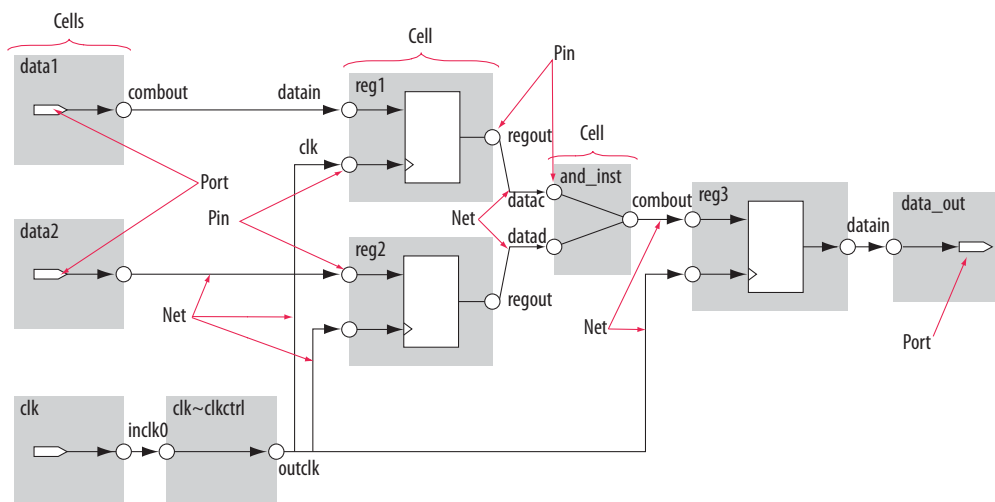 Cells
Cell
Pin
data1
combout
datain
reg1
regout
clk
Cell
and_inst
Port
Pin
Net
datac
combout
reg3
data_out
data2
reg2
datad
datain
regout
Net
Net
Port
clk
inclk0
clk~clkctrl
outclk